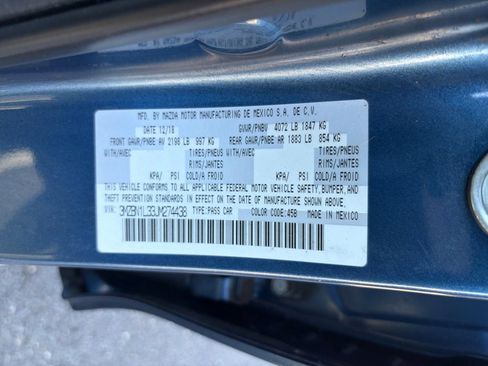 MFD. BY MAZDA MOTOR MANUFACTURING DE MEXICO S.A. DE C.V.
DATE 12/18 GVWR/PNBV 4072 LB 1847 KG
FRONT GAWR/PNBE AV 2198 LB 997 KG REAR GAWR/PNBE AR 1883 LB 854 KG
WITH/AVEC TIRES/PNEUS WITH/AVEC TIRES/PNEUS
RIMS/JANTES RIMS/JANTES
KPA/ PSI COLD/A FROID KPA/ PSI COLD/A FROID
THIS VEHICLE CONFORMS TO ALL APPLICABLE FEDERAL MOTOR VEHICLE SAFETY, BUMPER, AND
THEFT PREVENTION STANDARDS IN EFFECT ON THE DATE OF MANUFACTURE SHOWN ABOVE.
VIN: 3MZBN1L33JM274438 TYPE:PASS CAR COLOR CODE:45B MADE IN MEXICO